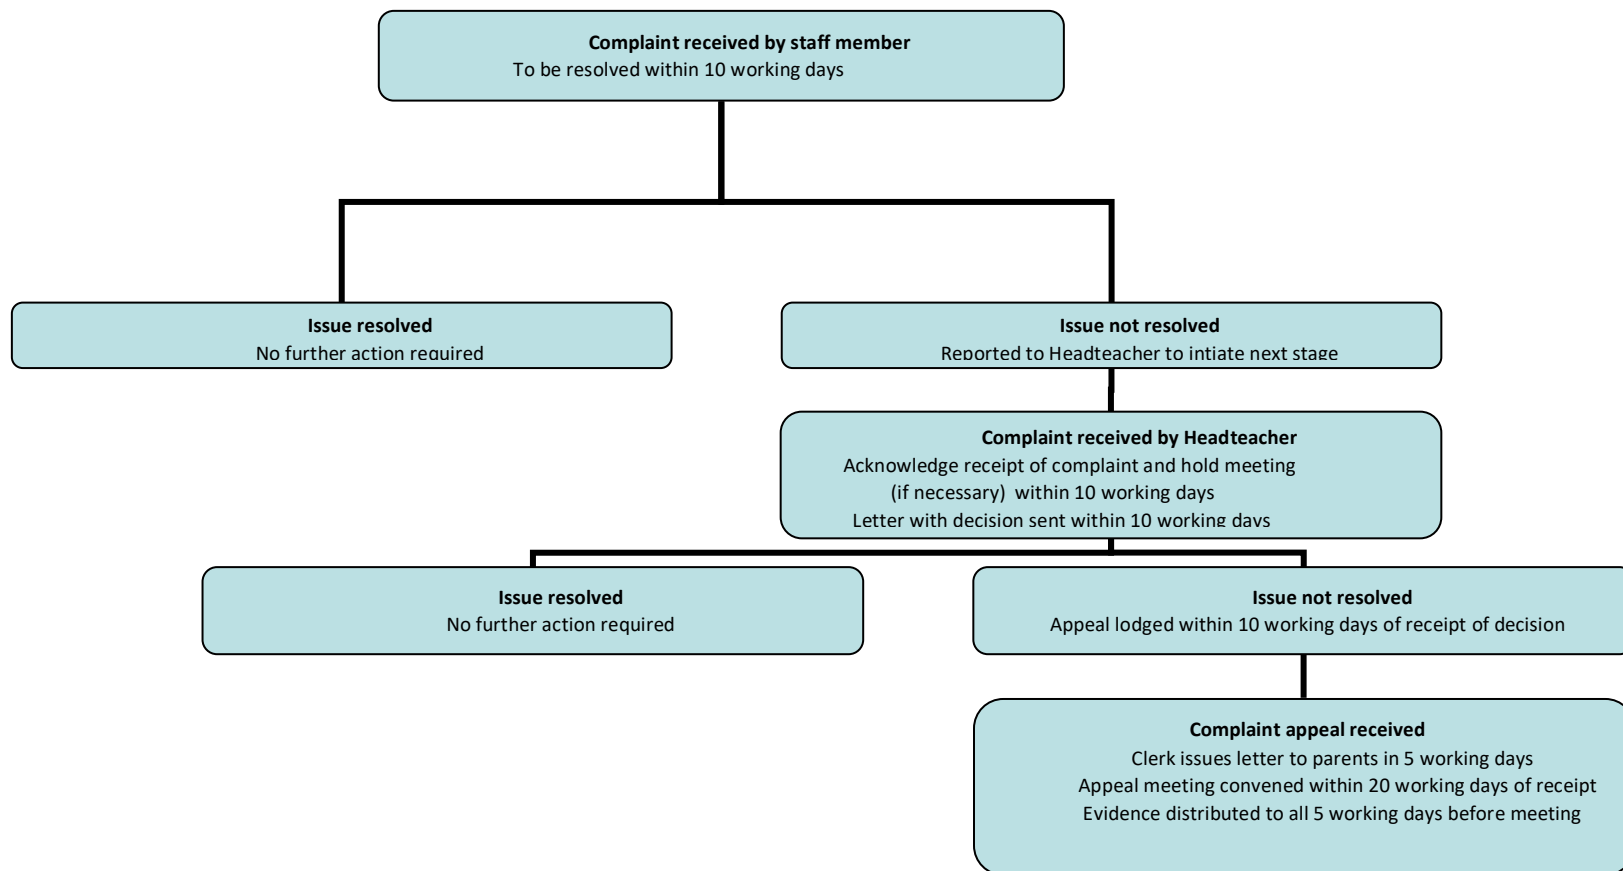 Complaint received by staff member
To be resolved within 10 working days
Issue resolved
No further action required
Issue not resolved
Reported to Headteacher to intiate next stage
Complaint received by Headteacher
Acknowledge receipt of complaint and hold meeting
(if necessary) within 10 working days
Letter with decision sent within 10 working days
Issue resolved
No further action required
Issue not resolved
Appeal lodged within 10 working days of receipt of decision
Complaint appeal received
Clerk issues letter to parents in 5 working days
Appeal meeting convened within 20 working days of receipt
Evidence distributed to all 5 working days before meeting